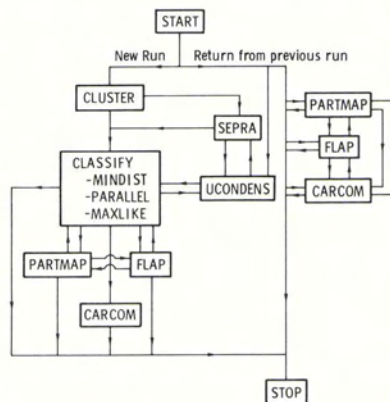 START
New Run
Return from previous run
CLUSTER
PARTMAP
SEPRA
FLAP
CLASSIFY
-MINDIST
-PARALLEL
-MAXLIKE
UCONDENS
CARCOM
PARTMAP
FLAP
CARCOM
STOP